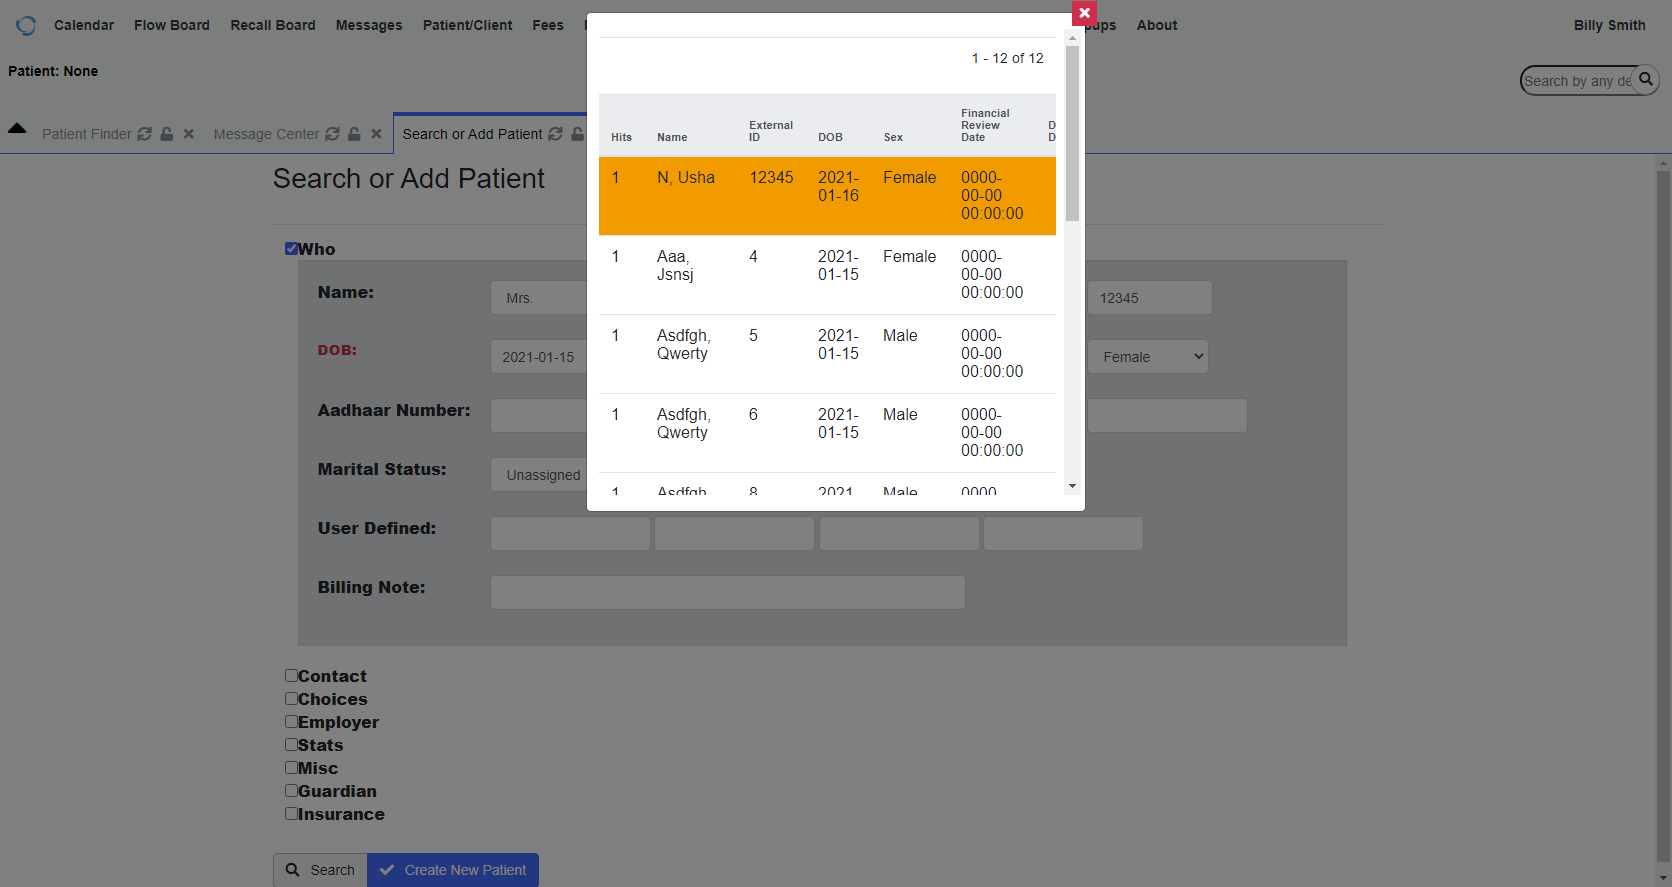 Calendar Flow Board Recall Board Messages Patient/Client Fees About Billy Smith
Patient: None
Search by any de
Patient Finder Message Center Search or Add Patient
Search or Add Patient
Who
Name: Mrs. 12345
DOB: 2021-01-15 Female
Aadhaar Number:
Marital Status: Unassigned
User Defined:
Billing Note:
Contact
Choices
Employer
Stats
Misc
Guardian
Insurance
Search Create New Patient
1 - 12 of 12
Hits Name External ID DOB Sex Financial Review Date D D
1 N, Usha 12345 2021-01-16 Female 0000-00-00 00:00:00
1 Aaa, Jsnsj 4 2021-01-15 Female 0000-00-00 00:00:00
1 Asdfgh, Qwerty 5 2021-01-15 Male 0000-00-00 00:00:00
1 Asdfgh, Qwerty 6 2021-01-15 Male 0000-00-00 00:00:00
1 Asdfgh 8 2021 Male 0000